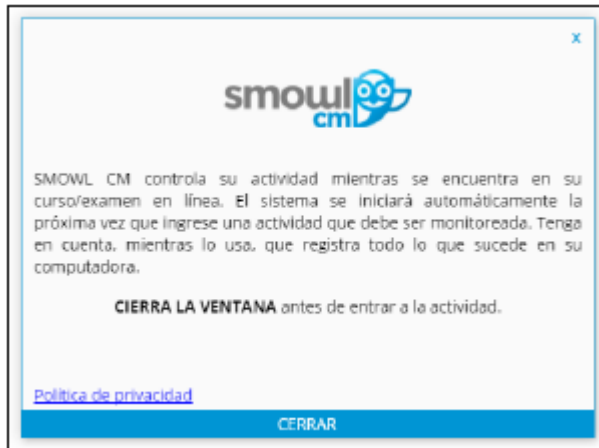 x
smowl
cm
SMOWL CM controla su actividad mientras se encuentra en su
curso/examen en línea. El sistema se iniciará automáticamente la
próxima vez que ingrese una actividad que debe ser monitoreada. Tenga
en cuenta, mientras lo usa, que registra todo lo que sucede en su
computadora.
CIERRA LA VENTANA antes de entrar a la actividad.
Política de privacidad
CERRAR